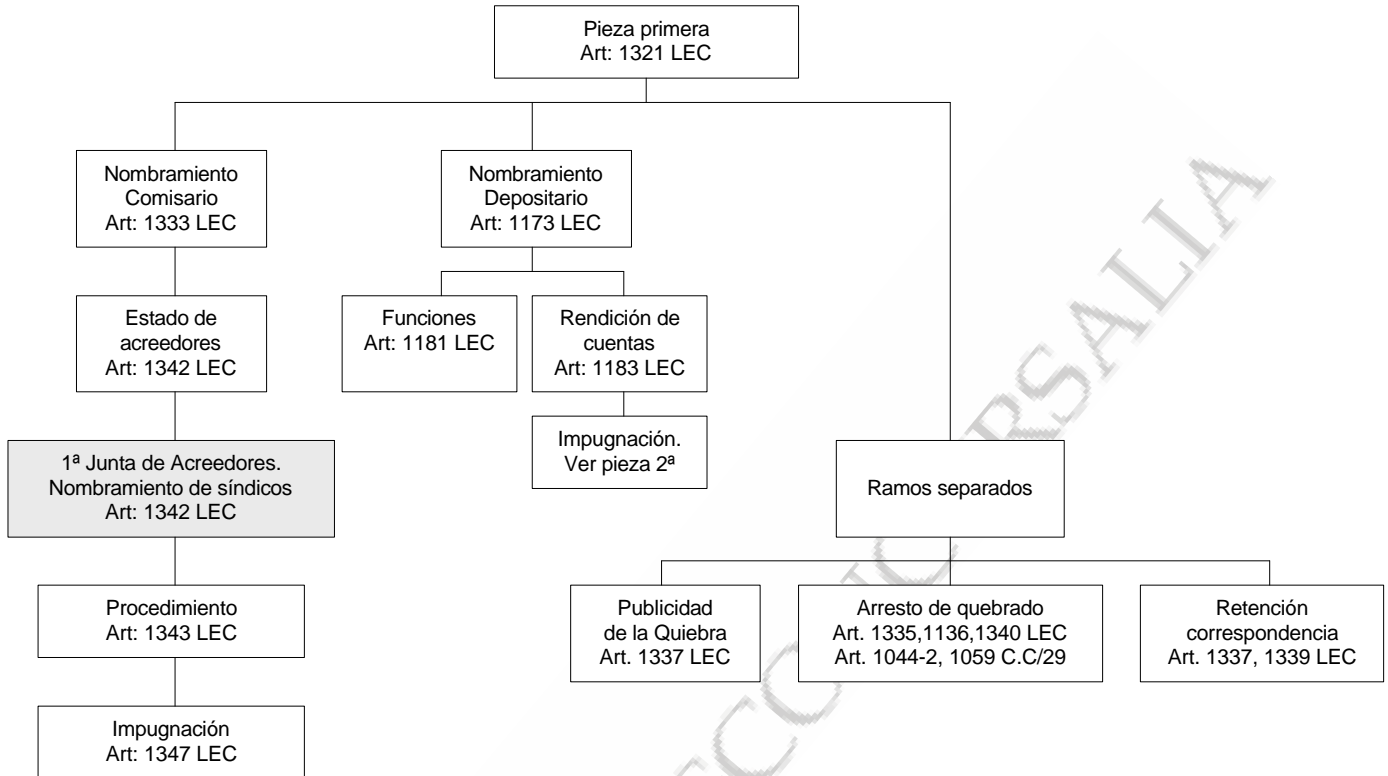 Pieza primera
Art: 1321 LEC
Nombramiento
Comisario
Art: 1333 LEC
Nombramiento
Depositario
Art: 1173 LEC
Estado de
acreedores
Art: 1342 LEC
Funciones
Art: 1181 LEC
Rendición de
cuentas
Art: 1183 LEC
1ª Junta de Acreedores.
Nombramiento de síndicos
Art: 1342 LEC
Impugnación.
Ver pieza 2ª
Ramos separados
Procedimiento
Art: 1343 LEC
Publicidad
de la Quiebra
Art. 1337 LEC
Arresto de quebrado
Art. 1335,1136,1340 LEC
Art. 1044-2, 1059 C.C/29
Retención
correspondencia
Art. 1337, 1339 LEC
Impugnación
Art: 1347 LEC